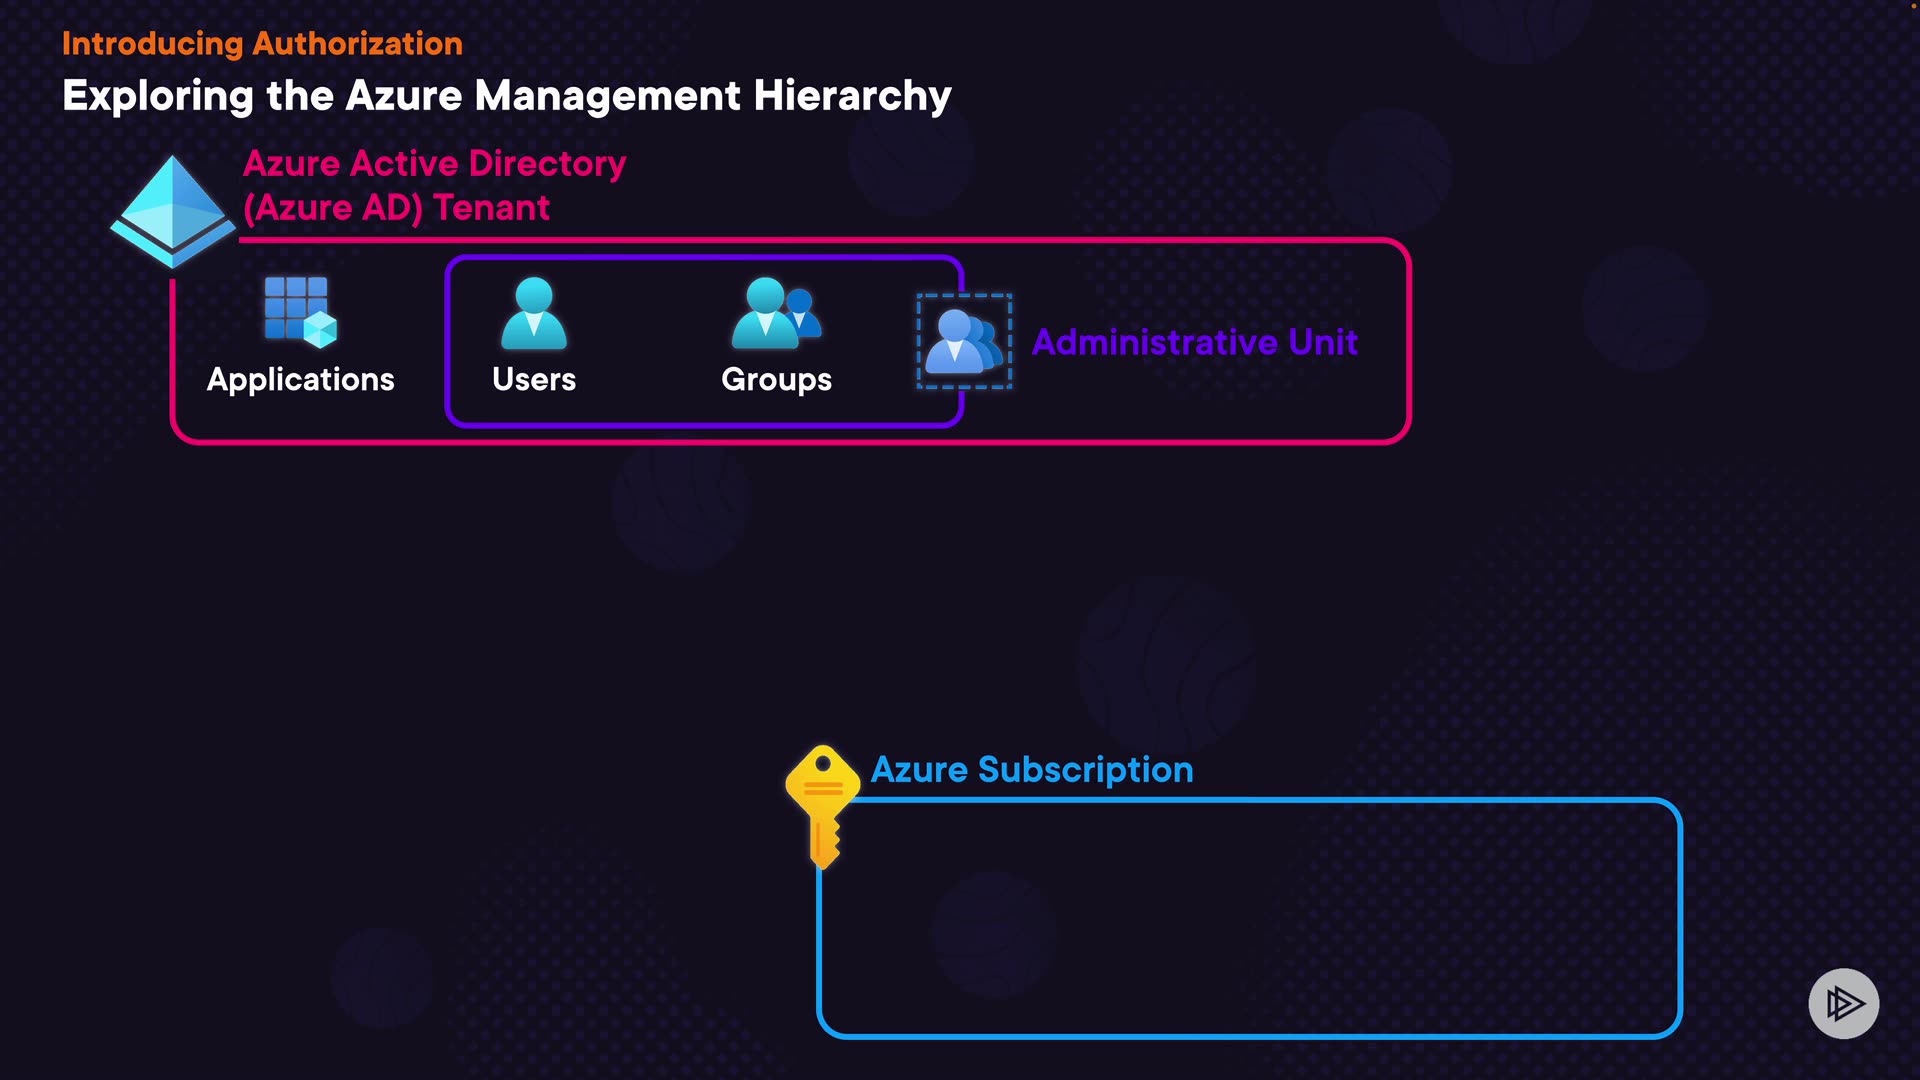 Introducing Authorization
Exploring the Azure Management Hierarchy
Azure Active Directory
(Azure AD) Tenant
Applications
Users
Groups
Administrative Unit
Azure Subscription